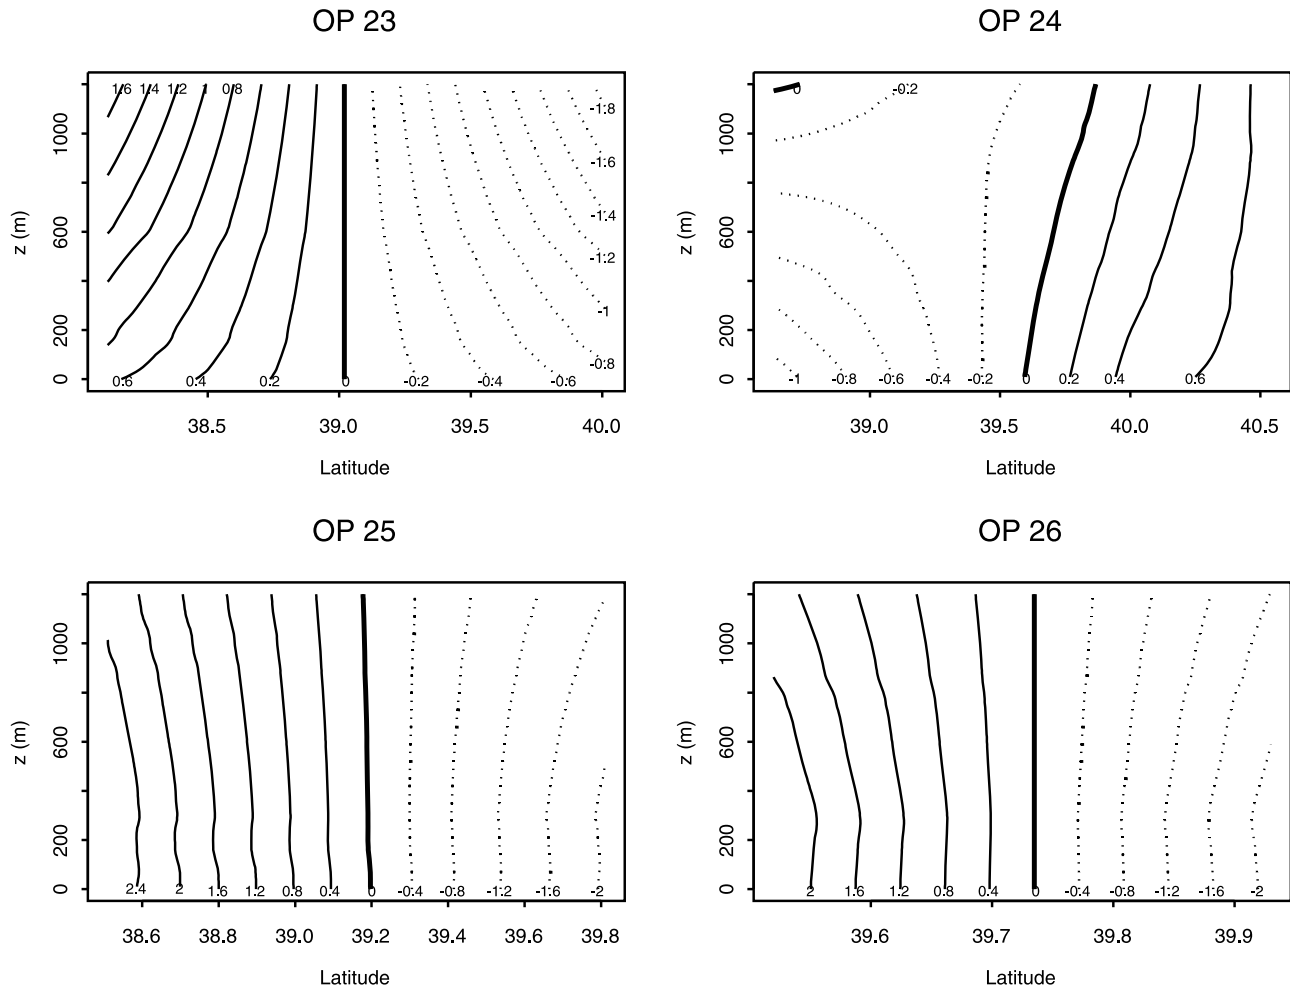 OP 23
1.6 1.4 1.2 1 0.8
-1.8
-1.6
-1.4
-1.2
-1
-0.8
0.6 0.4 0.2 0 -0.2 -0.4 -0.6
z (m)
0 200 600 1000
38.5 39.0 39.5 40.0
Latitude
OP 24
0 -0.2
-1 -0.8 -0.6 -0.4 -0.2 0 0.2 0.4 0.6
z (m)
0 200 600 1000
39.0 39.5 40.0 40.5
Latitude
OP 25
2.4 2 1.6 1.2 0.8 0.4 0 -0.4 -0.8 -1.2 -1.6 -2
z (m)
0 200 600 1000
38.6 38.8 39.0 39.2 39.4 39.6 39.8
Latitude
OP 26
2 1.6 1.2 0.8 0.4 0 -0.4 -0.8 -1.2 -1.6 -2
z (m)
0 200 600 1000
39.6 39.7 39.8 39.9
Latitude